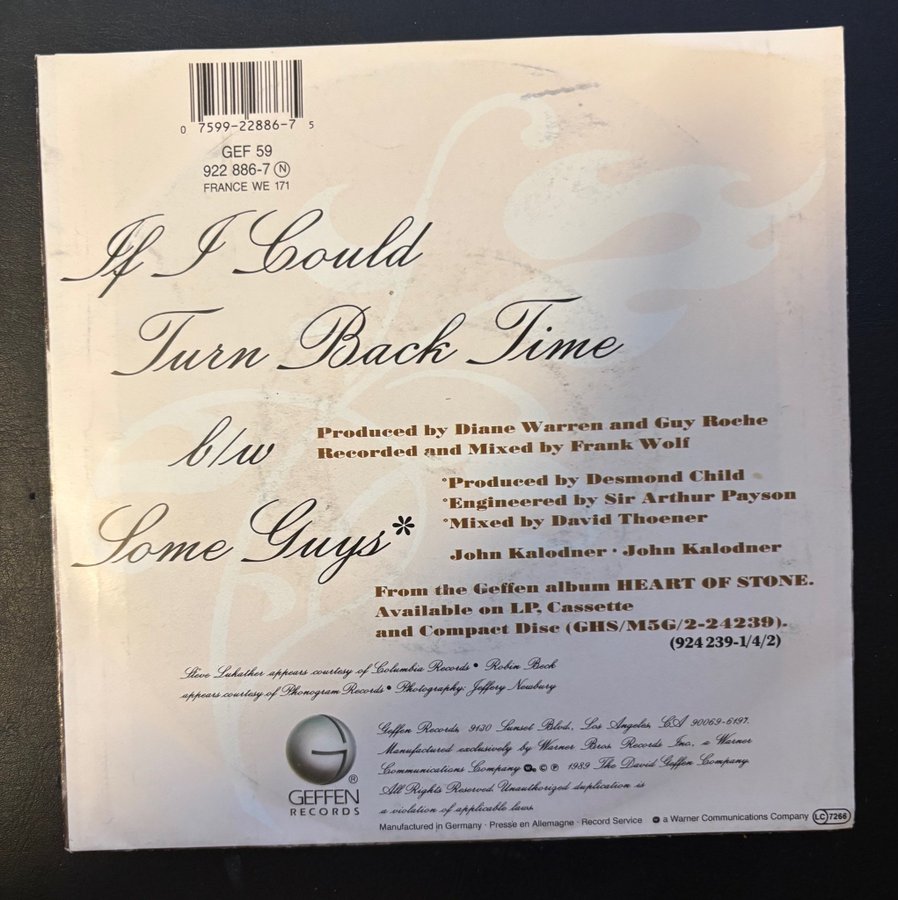 0 7599-22886-7 5
GEF 59
922 886-7 Ⓝ
FRANCE WE 171
If I Could
Turn Back Time
b/w
Produced by Diane Warren and Guy Roche
Recorded and Mixed by Frank Wolf
*Produced by Desmond Child
*Engineered by Sir Arthur Payson
*Mixed by David Thoener
Some Guys*
John Kalodner · John Kalodner
From the Geffen album HEART OF STONE.
Available on LP, Cassette
and Compact Disc (GHS/M5G/2-24239).
(924 239-1/4/2)
Steve Lukather appears courtesy of Columbia Records • Robin Beck
appears courtesy of Phonogram Records • Photography: Jeffery Newbury
Geffen Records, 9130 Sunset Blvd., Los Angeles, CA 90069-6197.
Manufactured exclusively by Warner Bros. Records Inc., a Warner
Communications Company © ℗ 1989 The David Geffen Company.
All Rights Reserved. Unauthorized duplication is
a violation of applicable laws.
®
GEFFEN
RECORDS
Manufactured in Germany · Presse en Allemagne · Record Service a Warner Communications Company LC 7266